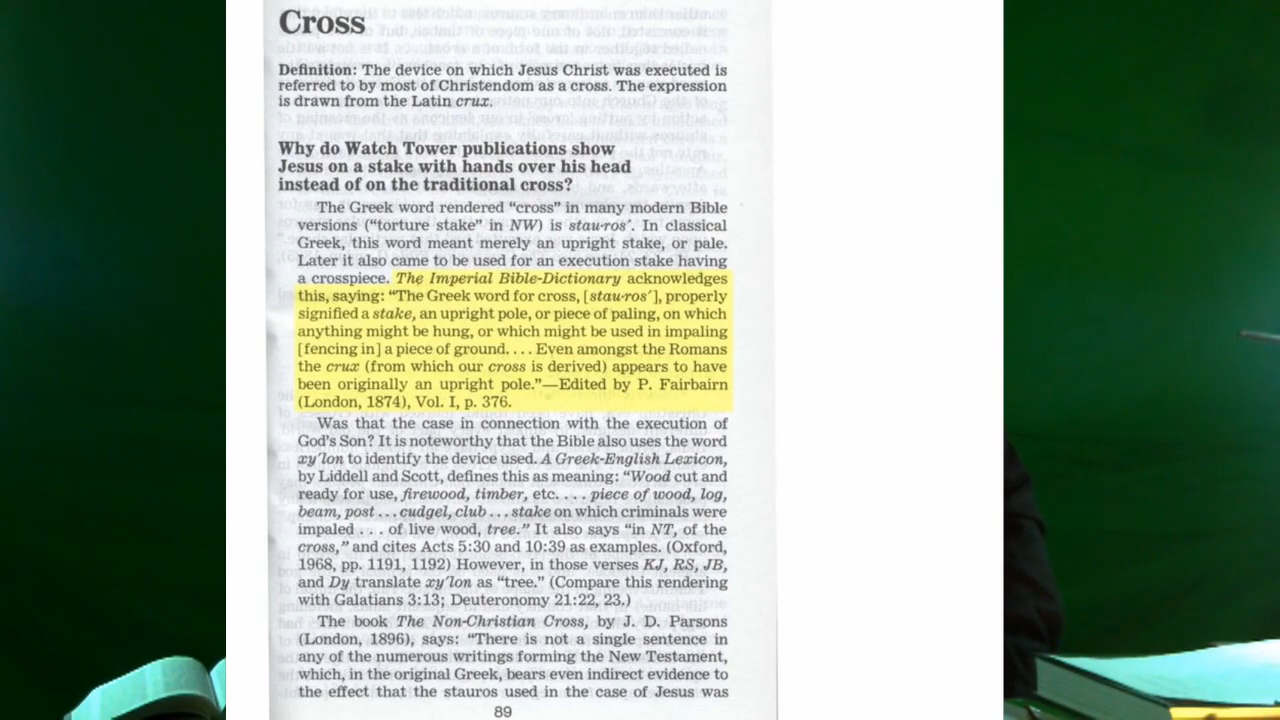 Cross
Definition: The device on which Jesus Christ was executed is
referred to by most of Christendom as a cross. The expression
is drawn from the Latin crux.
Why do Watch Tower publications show
Jesus on a stake with hands over his head
instead of on the traditional cross?
The Greek word rendered “cross” in many modern Bible
versions (“torture stake” in NW) is stau·ros′. In classical
Greek, this word meant merely an upright stake, or pale.
Later it also came to be used for an execution stake having
a crosspiece. The Imperial Bible-Dictionary acknowledges
this, saying: “The Greek word for cross, [stau·ros′], properly
signified a stake, an upright pole, or piece of paling, on which
anything might be hung, or which might be used in impaling
[fencing in] a piece of ground. . . . Even amongst the Romans
the crux (from which our cross is derived) appears to have
been originally an upright pole.”—Edited by P. Fairbairn
(London, 1874), Vol. I, p. 376.
Was that the case in connection with the execution of
God’s Son? It is noteworthy that the Bible also uses the word
xy′lon to identify the device used. A Greek-English Lexicon,
by Liddell and Scott, defines this as meaning: “Wood cut and
ready for use, firewood, timber, etc. . . . piece of wood, log,
beam, post . . . cudgel, club . . . stake on which criminals were
impaled . . . of live wood, tree.” It also says “in NT, of the
cross,” and cites Acts 5:30 and 10:39 as examples. (Oxford,
1968, pp. 1191, 1192) However, in those verses KJ, RS, JB,
and Dy translate xy′lon as “tree.” (Compare this rendering
with Galatians 3:13; Deuteronomy 21:22, 23.)
The book The Non-Christian Cross, by J. D. Parsons
(London, 1896), says: “There is not a single sentence in
any of the numerous writings forming the New Testament,
which, in the original Greek, bears even indirect evidence to
the effect that the stauros used in the case of Jesus was
89